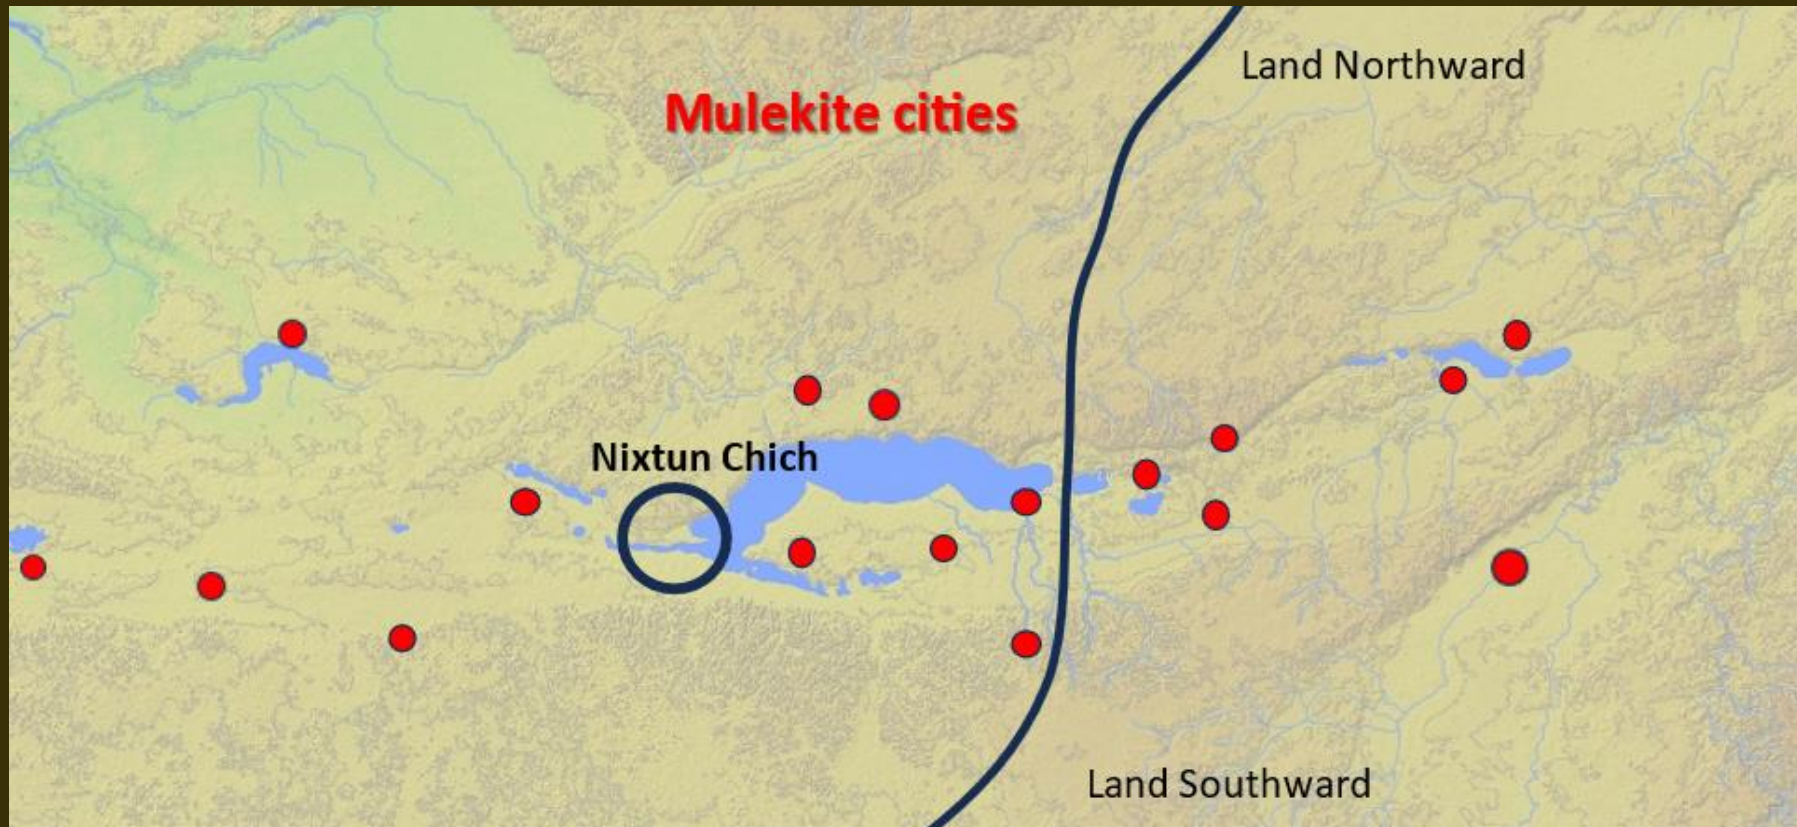 Land Northward
Mulekite cities
Nixtun Chich
Land Southward